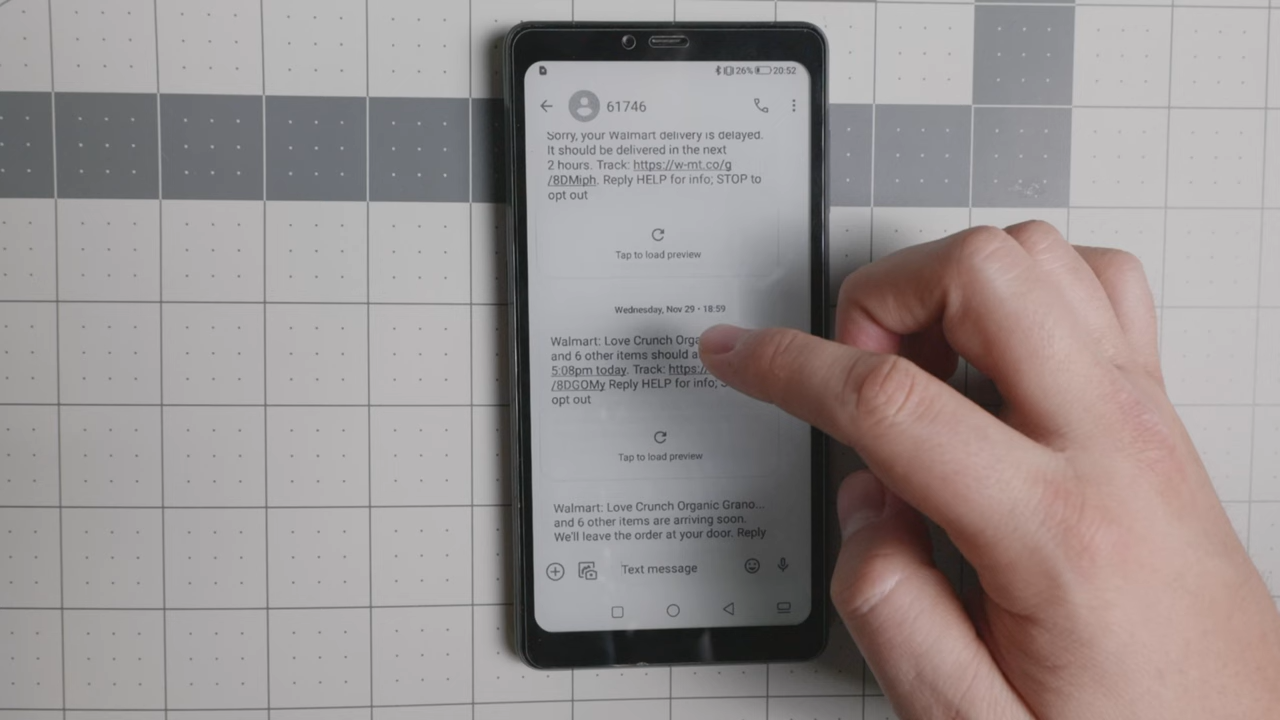 26% 20:52
61746
Sorry, your Walmart delivery is delayed.
It should be delivered in the next
2 hours. Track: https://w-mt.co/g
/8DMiph. Reply HELP for info; STOP to
opt out
Tap to load preview
Wednesday, Nov 29 • 18:59
Walmart: Love Crunch
and 6 other items should
5:08pm today. Track:
/8DGOMy Reply HELP for info;
opt out
Tap to load preview
Walmart: Love Crunch Organic Grano...
and 6 other items are arriving soon.
We'll leave the order at your door. Reply
Text message